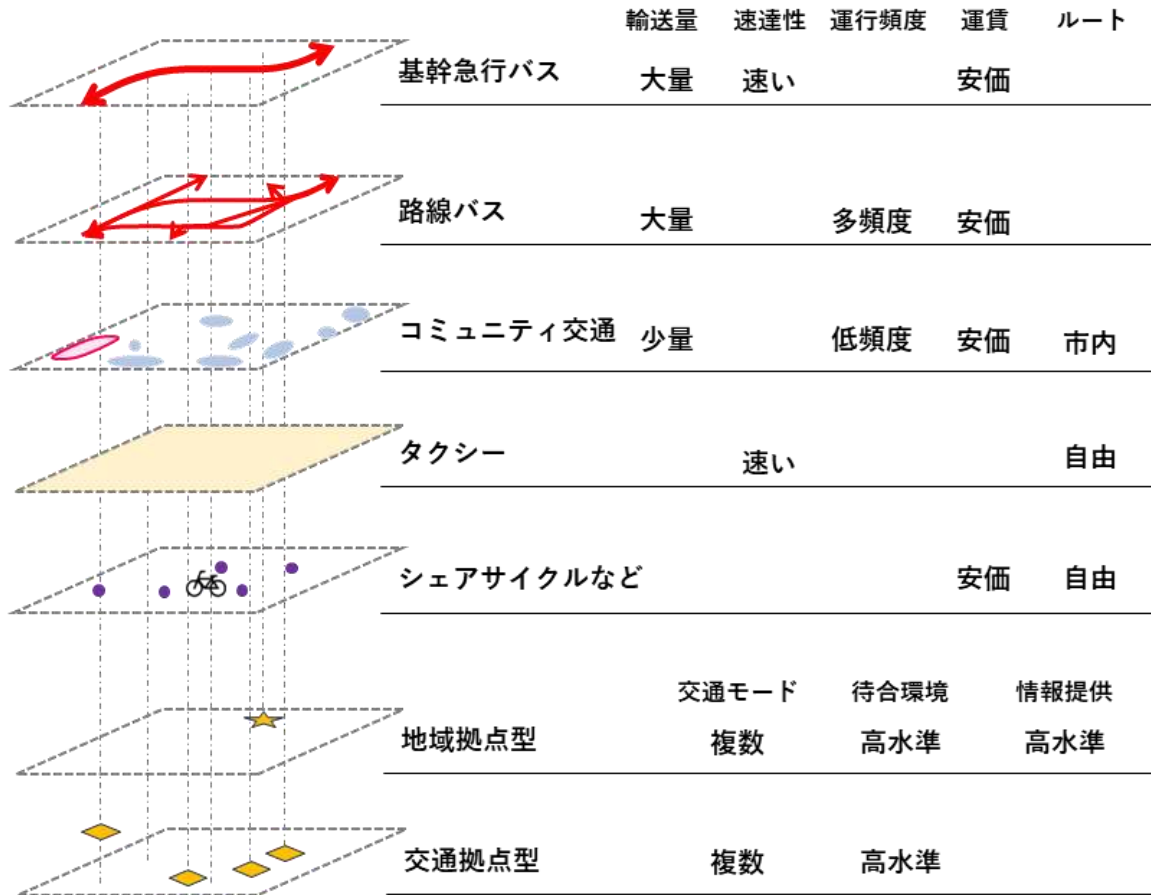 輸送量 速達性 運行頻度 運賃 ルート
基幹急行バス 大量 速い 安価
路線バス 大量 多頻度 安価
コミュニティ交通 少量 低頻度 安価 市内
タクシー 速い 自由
シェアサイクルなど 安価 自由
交通モード 待合環境 情報提供
地域拠点型 複数 高水準 高水準
交通拠点型 複数 高水準